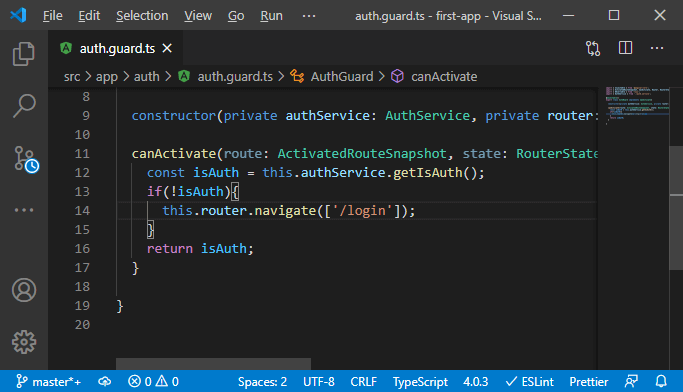 File Edit View Go Run ··· auth.guard.ts - first-app - Visual S...
auth.guard.ts
src > app > auth > auth.guard.ts > AuthGuard > canActivate
8
9 constructor(private authService: AuthService, private router:
10
11 canActivate(route: ActivatedRouteSnapshot, state: RouterState
12 const isAuth = this.authService.getIsAuth();
13 if(!isAuth){
14 this.router.navigate(['/login']);
15 }
16 return isAuth;
17 }
18
19 }
20
master*+ 0 0 Spaces: 2 UTF-8 CRLF TypeScript 4.0.3 ✓ ESLint Prettier